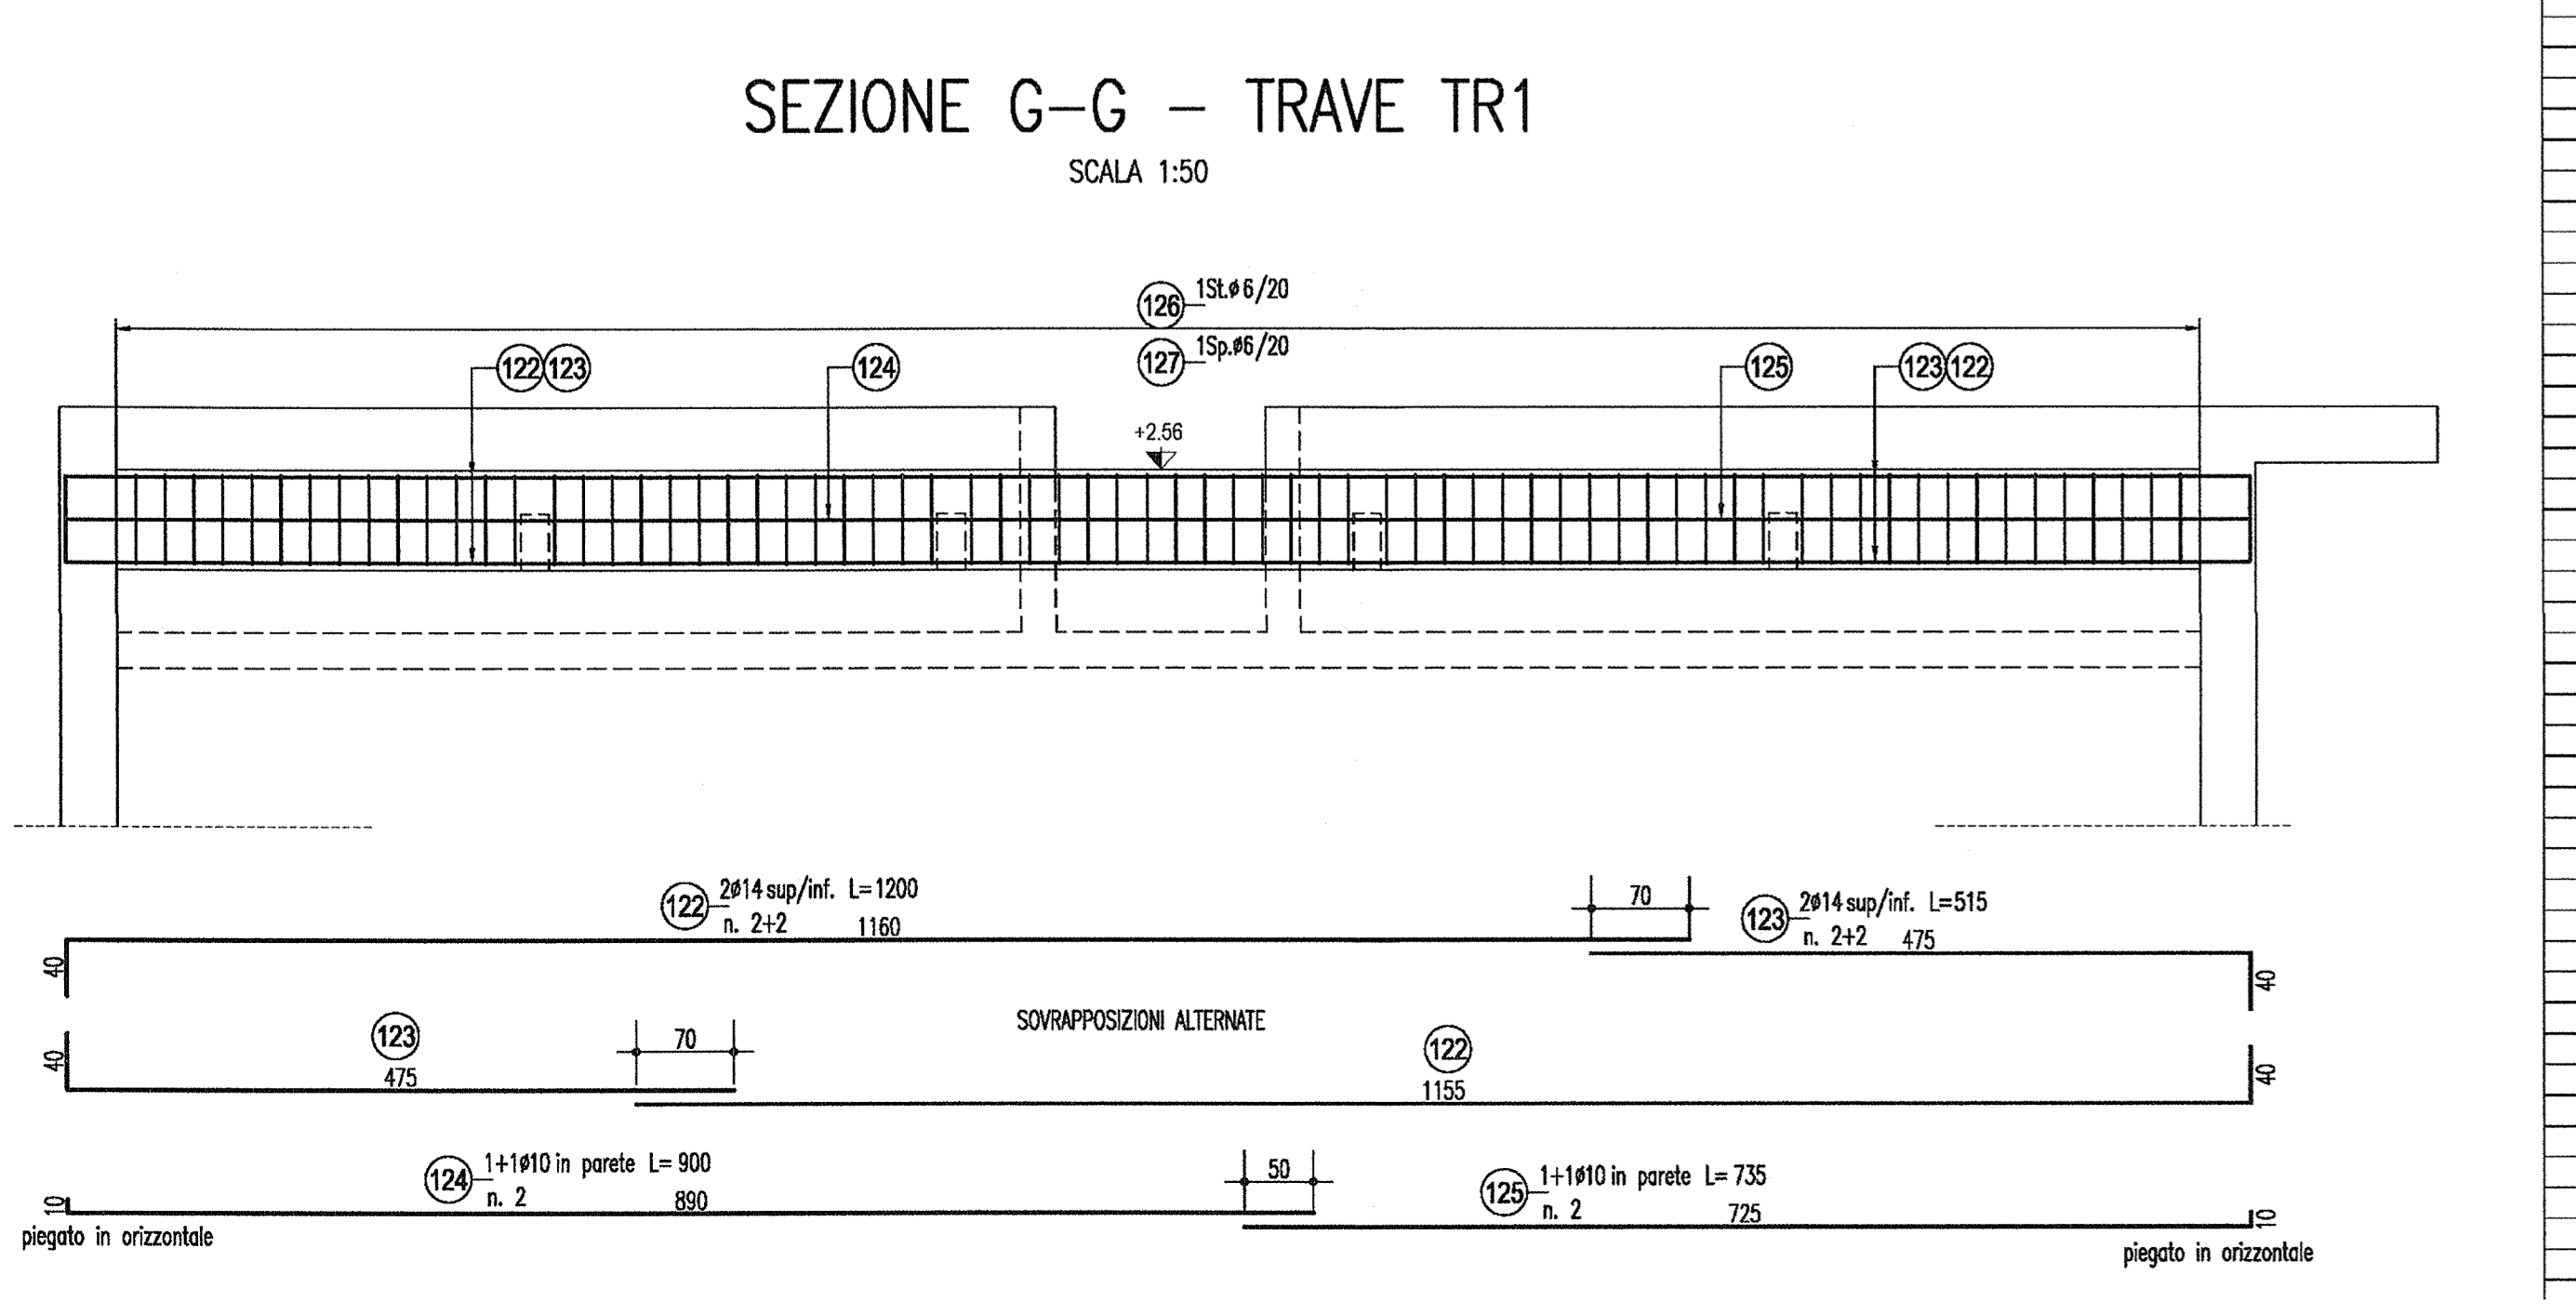 SEZIONE G-G - TRAVE TR1
SCALA 1:50
126 1St.ø6/20
127 1Sp.ø6/20
122 123
124
125
123 122
+2.56
122 2ø14 sup/inf. L=1200
n. 2+2 1160
70
123 2ø14 sup/inf. L=515
n. 2+2 475
40
40
123
475
40
70
SOVRAPPOSIZIONI ALTERNATE
122
1155
40
124 1+1ø10 in parete L= 900
n. 2 890
10
piegato in orizzontale
50
125 1+1ø10 in parete L= 735
n. 2 725
10
piegato in orizzontale